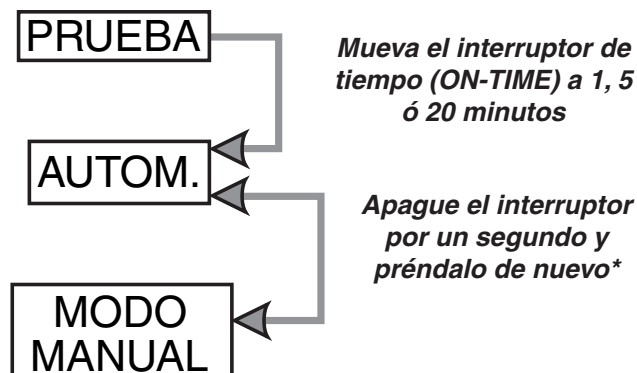 PRUEBA
Mueva el interruptor de
tiempo (ON-TIME) a 1, 5
ó 20 minutos
AUTOM.
Apague el interruptor
por un segundo y
préndalo de nuevo*
MODO
MANUAL